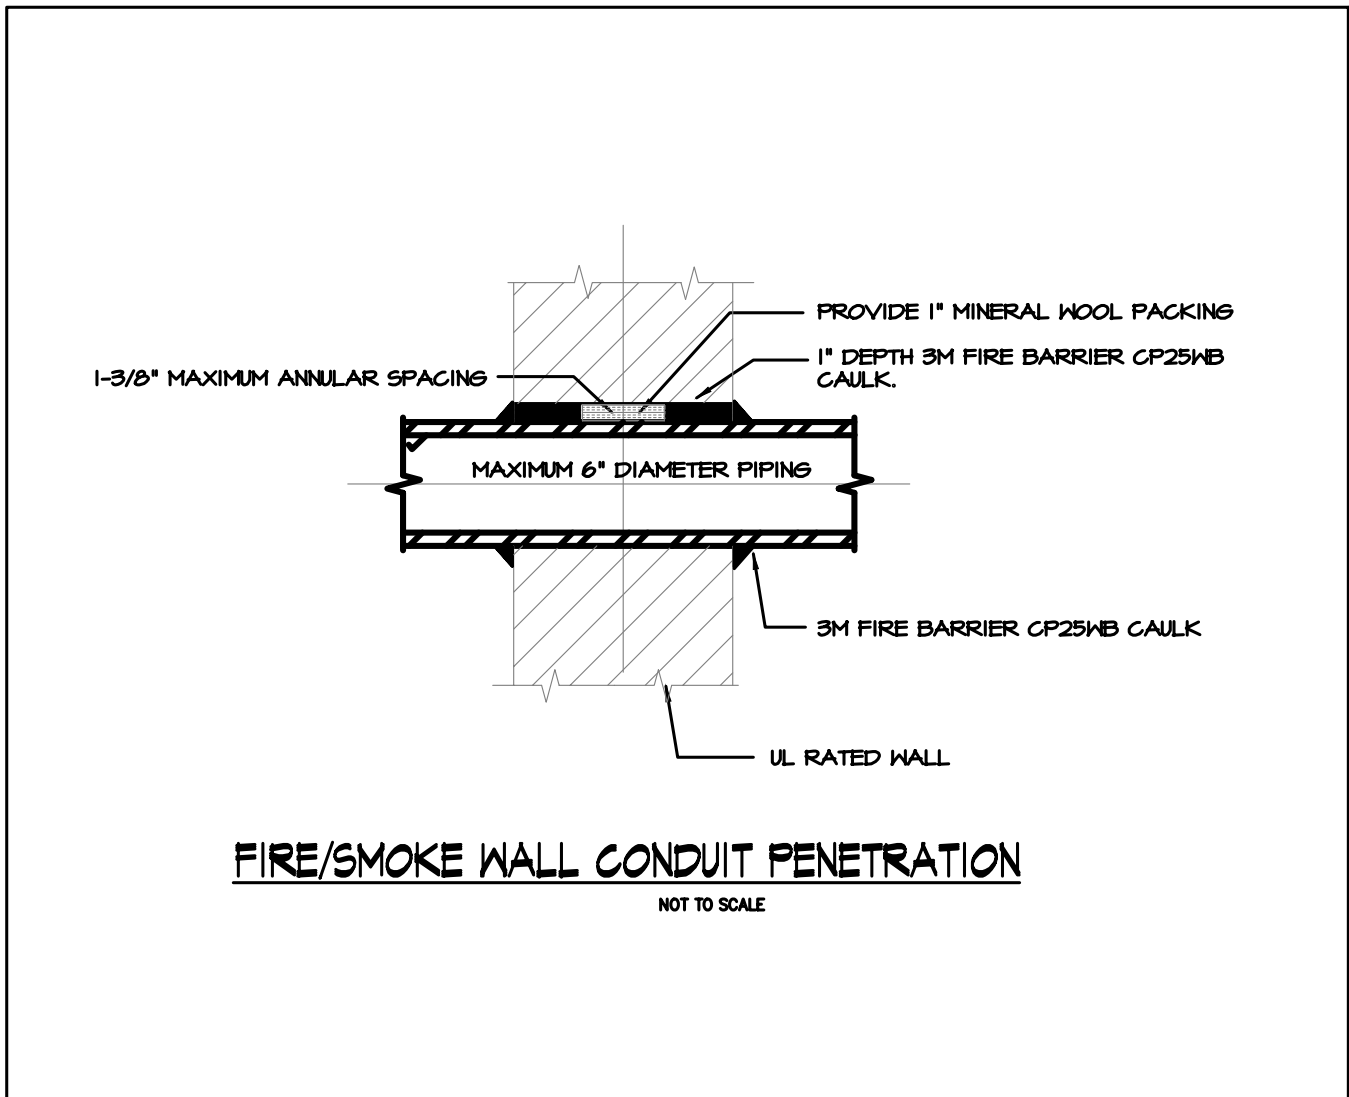 PROVIDE 1" MINERAL WOOL PACKING
1" DEPTH 3M FIRE BARRIER CP25WB
CAULK.
1-3/8" MAXIMUM ANNULAR SPACING
MAXIMUM 6" DIAMETER PIPING
3M FIRE BARRIER CP25WB CAULK
UL RATED WALL
FIRE/SMOKE WALL CONDUIT PENETRATION
NOT TO SCALE